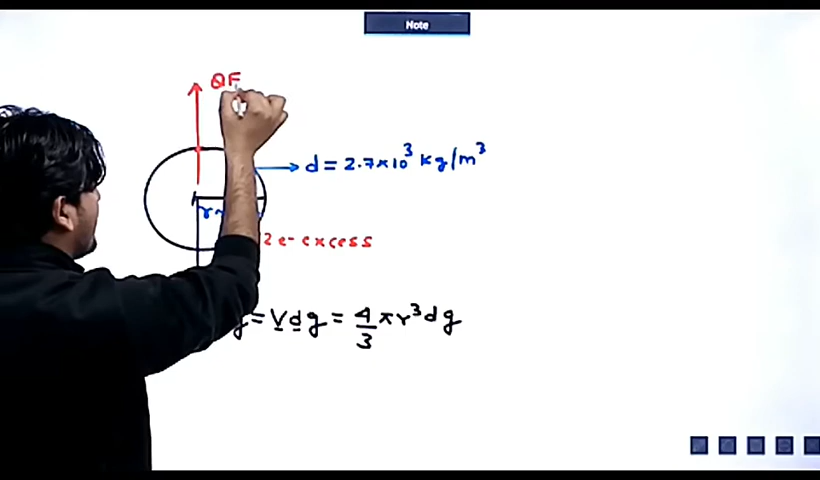 Note
QF
d = 2.7×10³ kg/m³
r
2e- excess
g = Vdg = 4/3 πr³dg